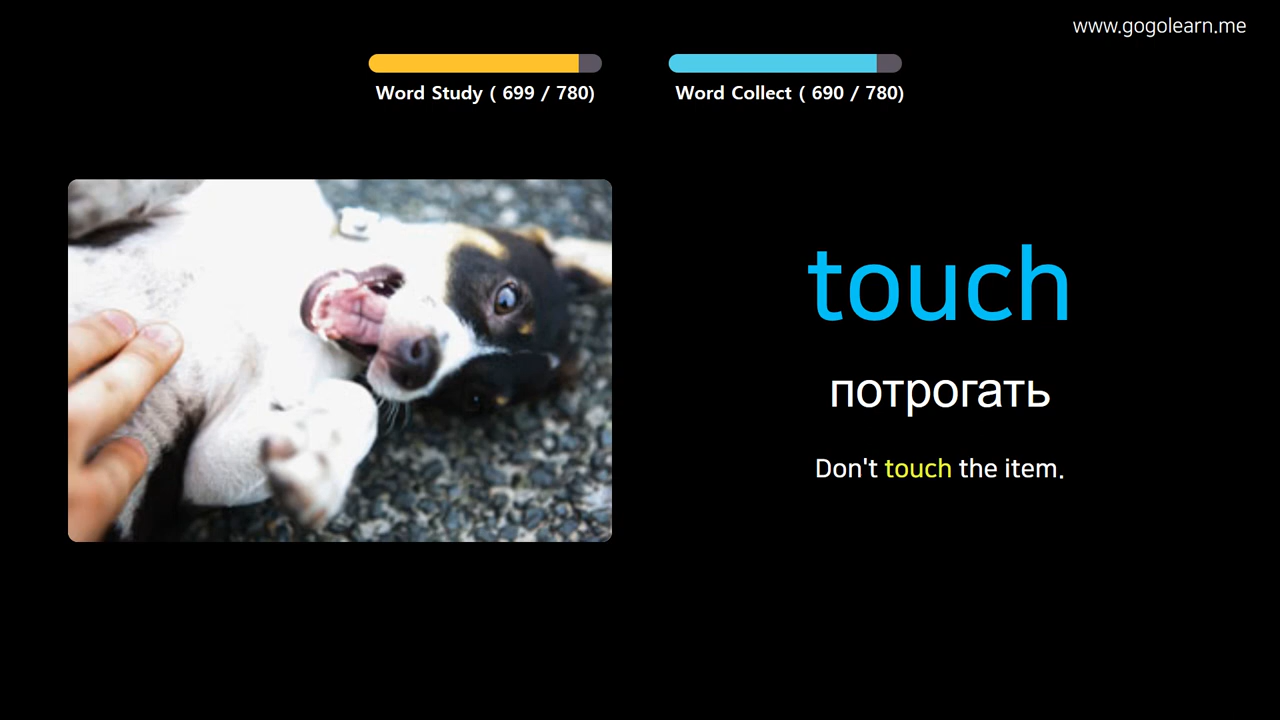 www.gogolearn.me
Word Study ( 699 / 780)
Word Collect ( 690 / 780)
touch
потрогать
Don't touch the item.